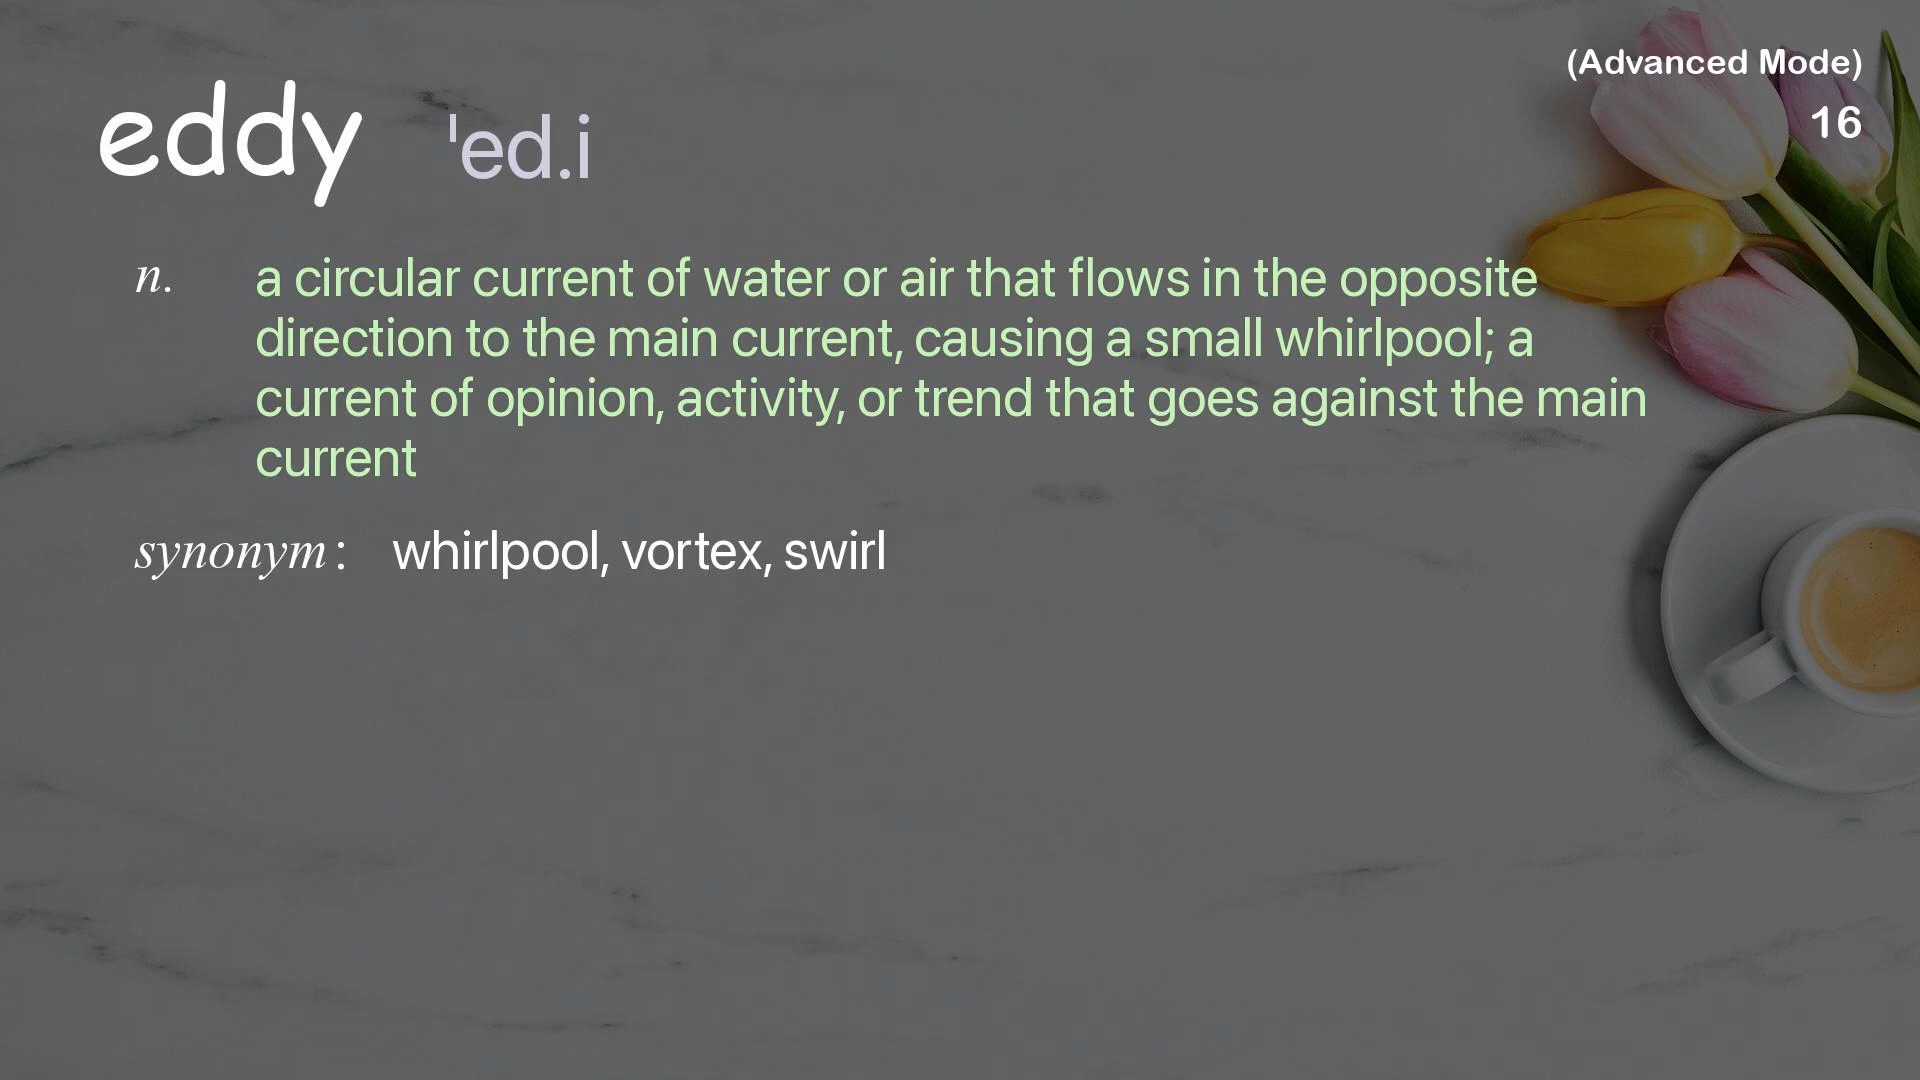 (Advanced Mode)
16
eddy ˈed.i
n. a circular current of water or air that flows in the opposite
direction to the main current, causing a small whirlpool; a
current of opinion, activity, or trend that goes against the main
current
synonym : whirlpool, vortex, swirl